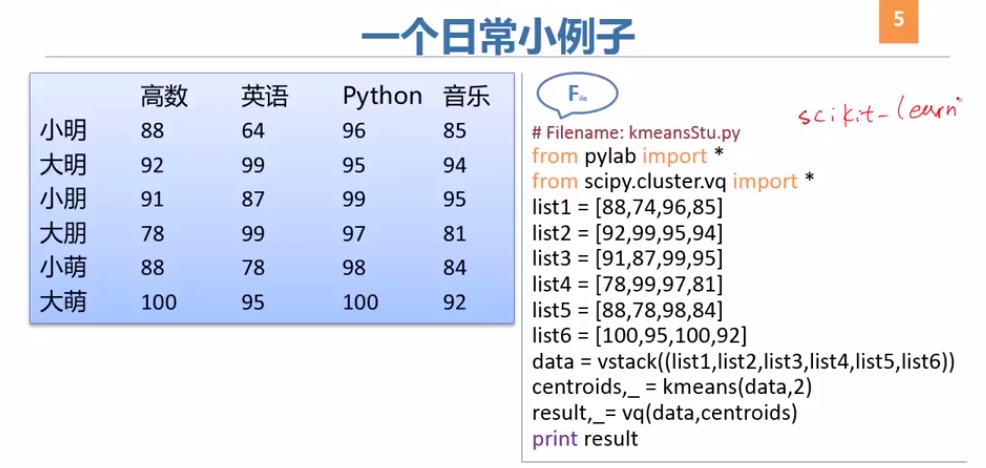 一个日常小例子
5
高数 英语 Python 音乐
小明 88 64 96 85
大明 92 99 95 94
小朋 91 87 99 95
大朋 78 99 97 81
小萌 88 78 98 84
大萌 100 95 100 92
File
scikit-learn
# Filename: kmeansStu.py
from pylab import *
from scipy.cluster.vq import *
list1 = [88,74,96,85]
list2 = [92,99,95,94]
list3 = [91,87,99,95]
list4 = [78,99,97,81]
list5 = [88,78,98,84]
list6 = [100,95,100,92]
data = vstack((list1,list2,list3,list4,list5,list6))
centroids,_ = kmeans(data,2)
result,_= vq(data,centroids)
print result